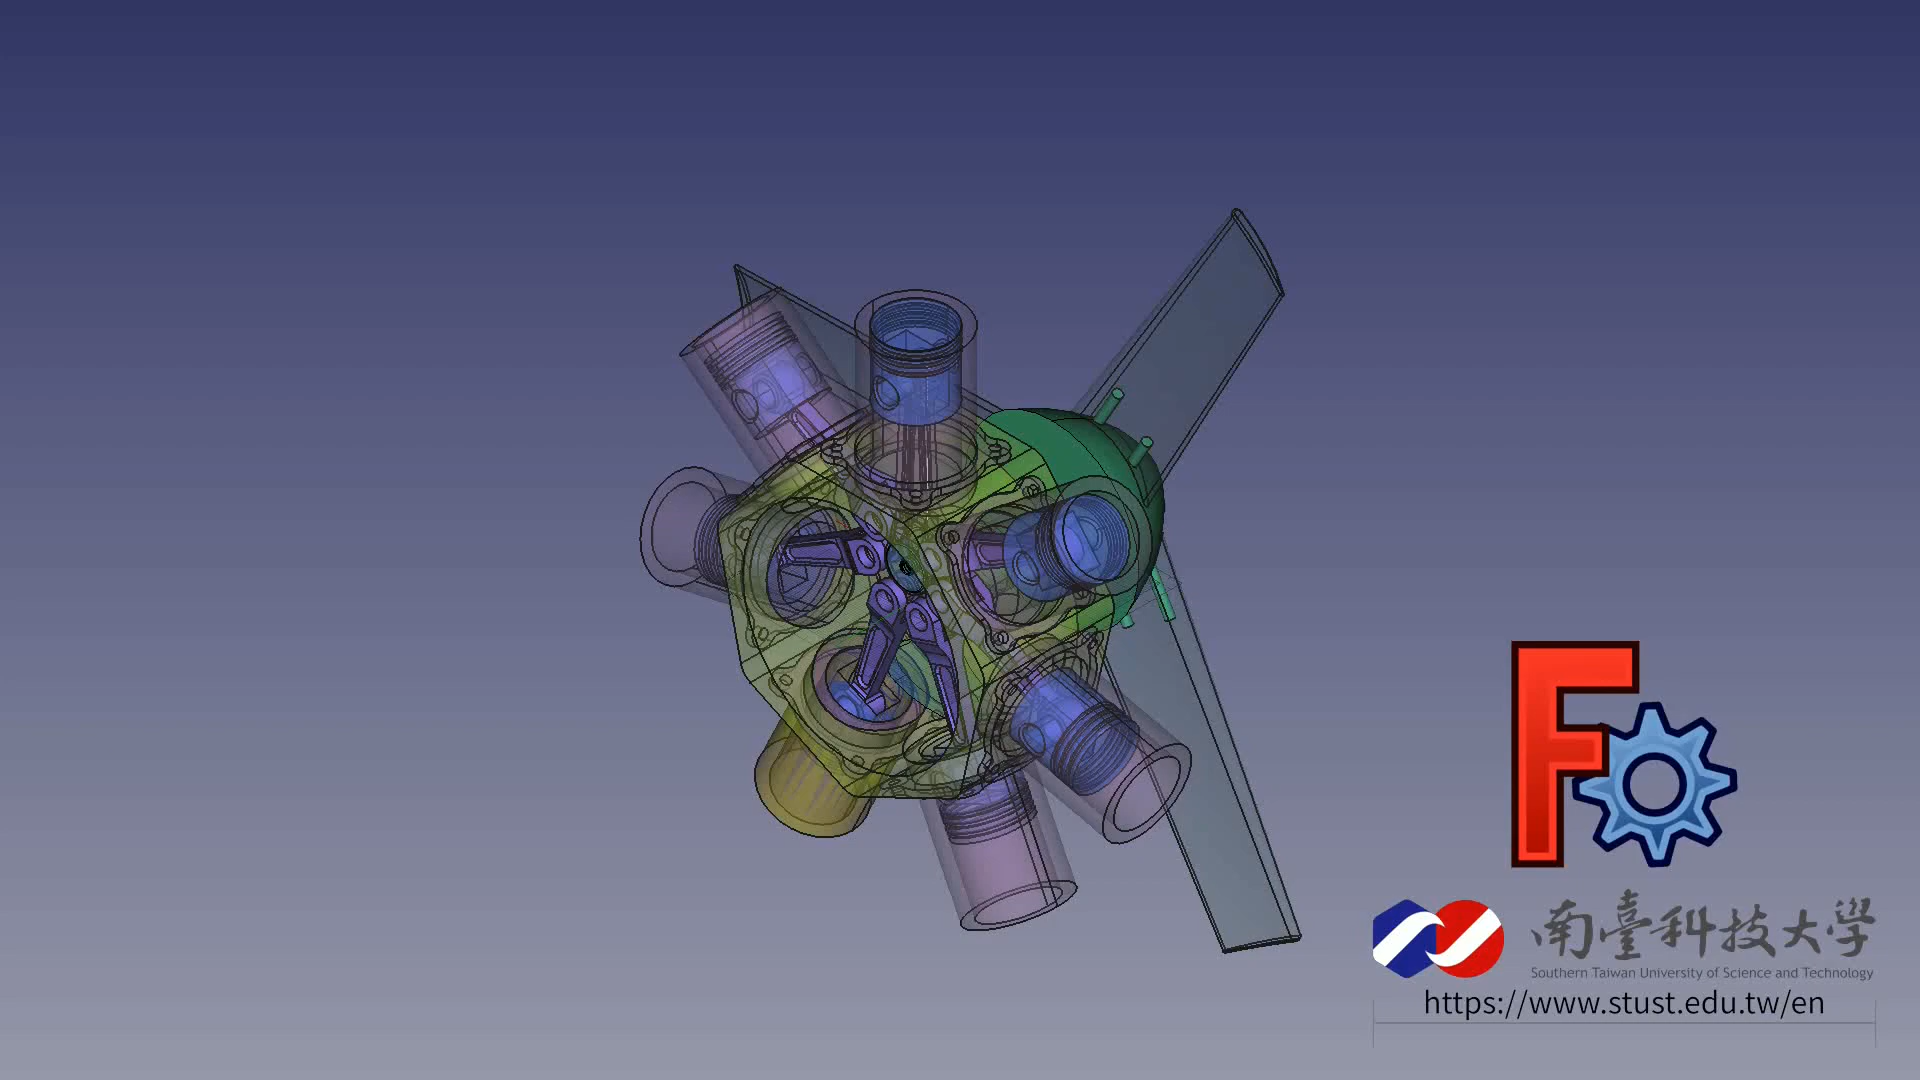 南臺科技大學
Southern Taiwan University of Science and Technology
https://www.stust.edu.tw/en